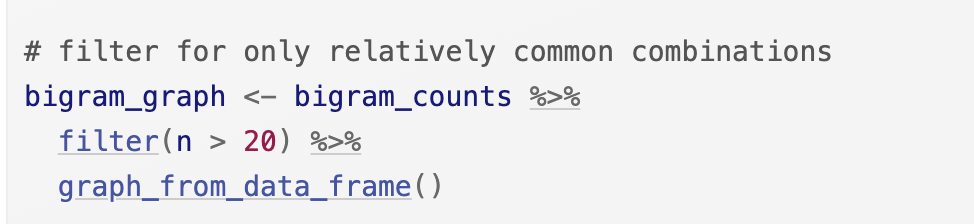 # filter for only relatively common combinations
bigram_graph <- bigram_counts %>%
  filter(n > 20) %>%
  graph_from_data_frame()